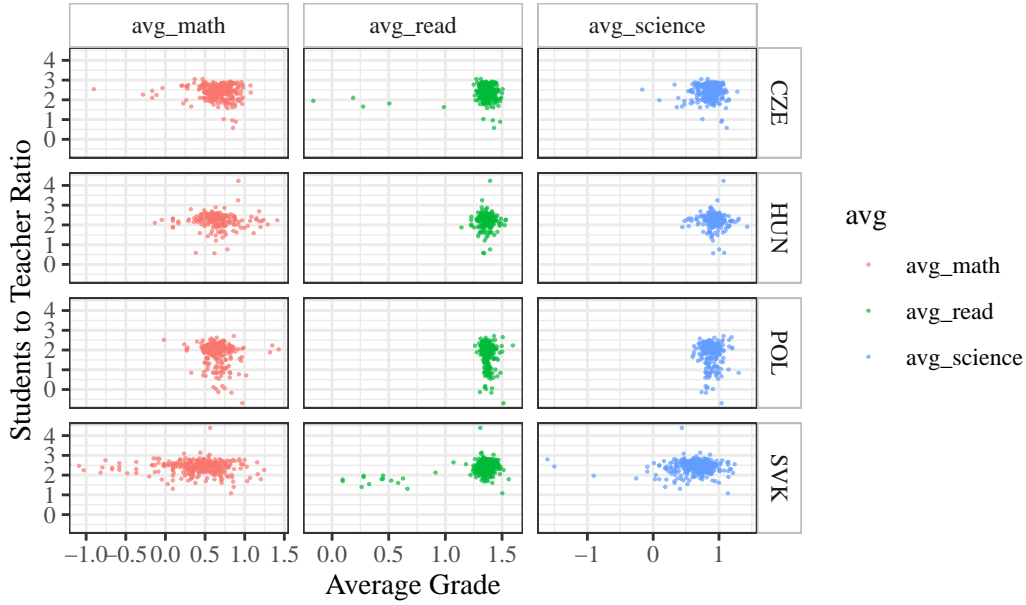 avg_math avg_read avg_science
4
3
2
1
0
CZE
4
3
2
1
0
HUN
4
3
2
1
0
POL
4
3
2
1
0
SVK
−1.0 −0.5 0.0 0.5 1.0 1.5 0.0 0.5 1.0 1.5 −1 0 1
Average Grade
Students to Teacher Ratio
avg
avg_math
avg_read
avg_science